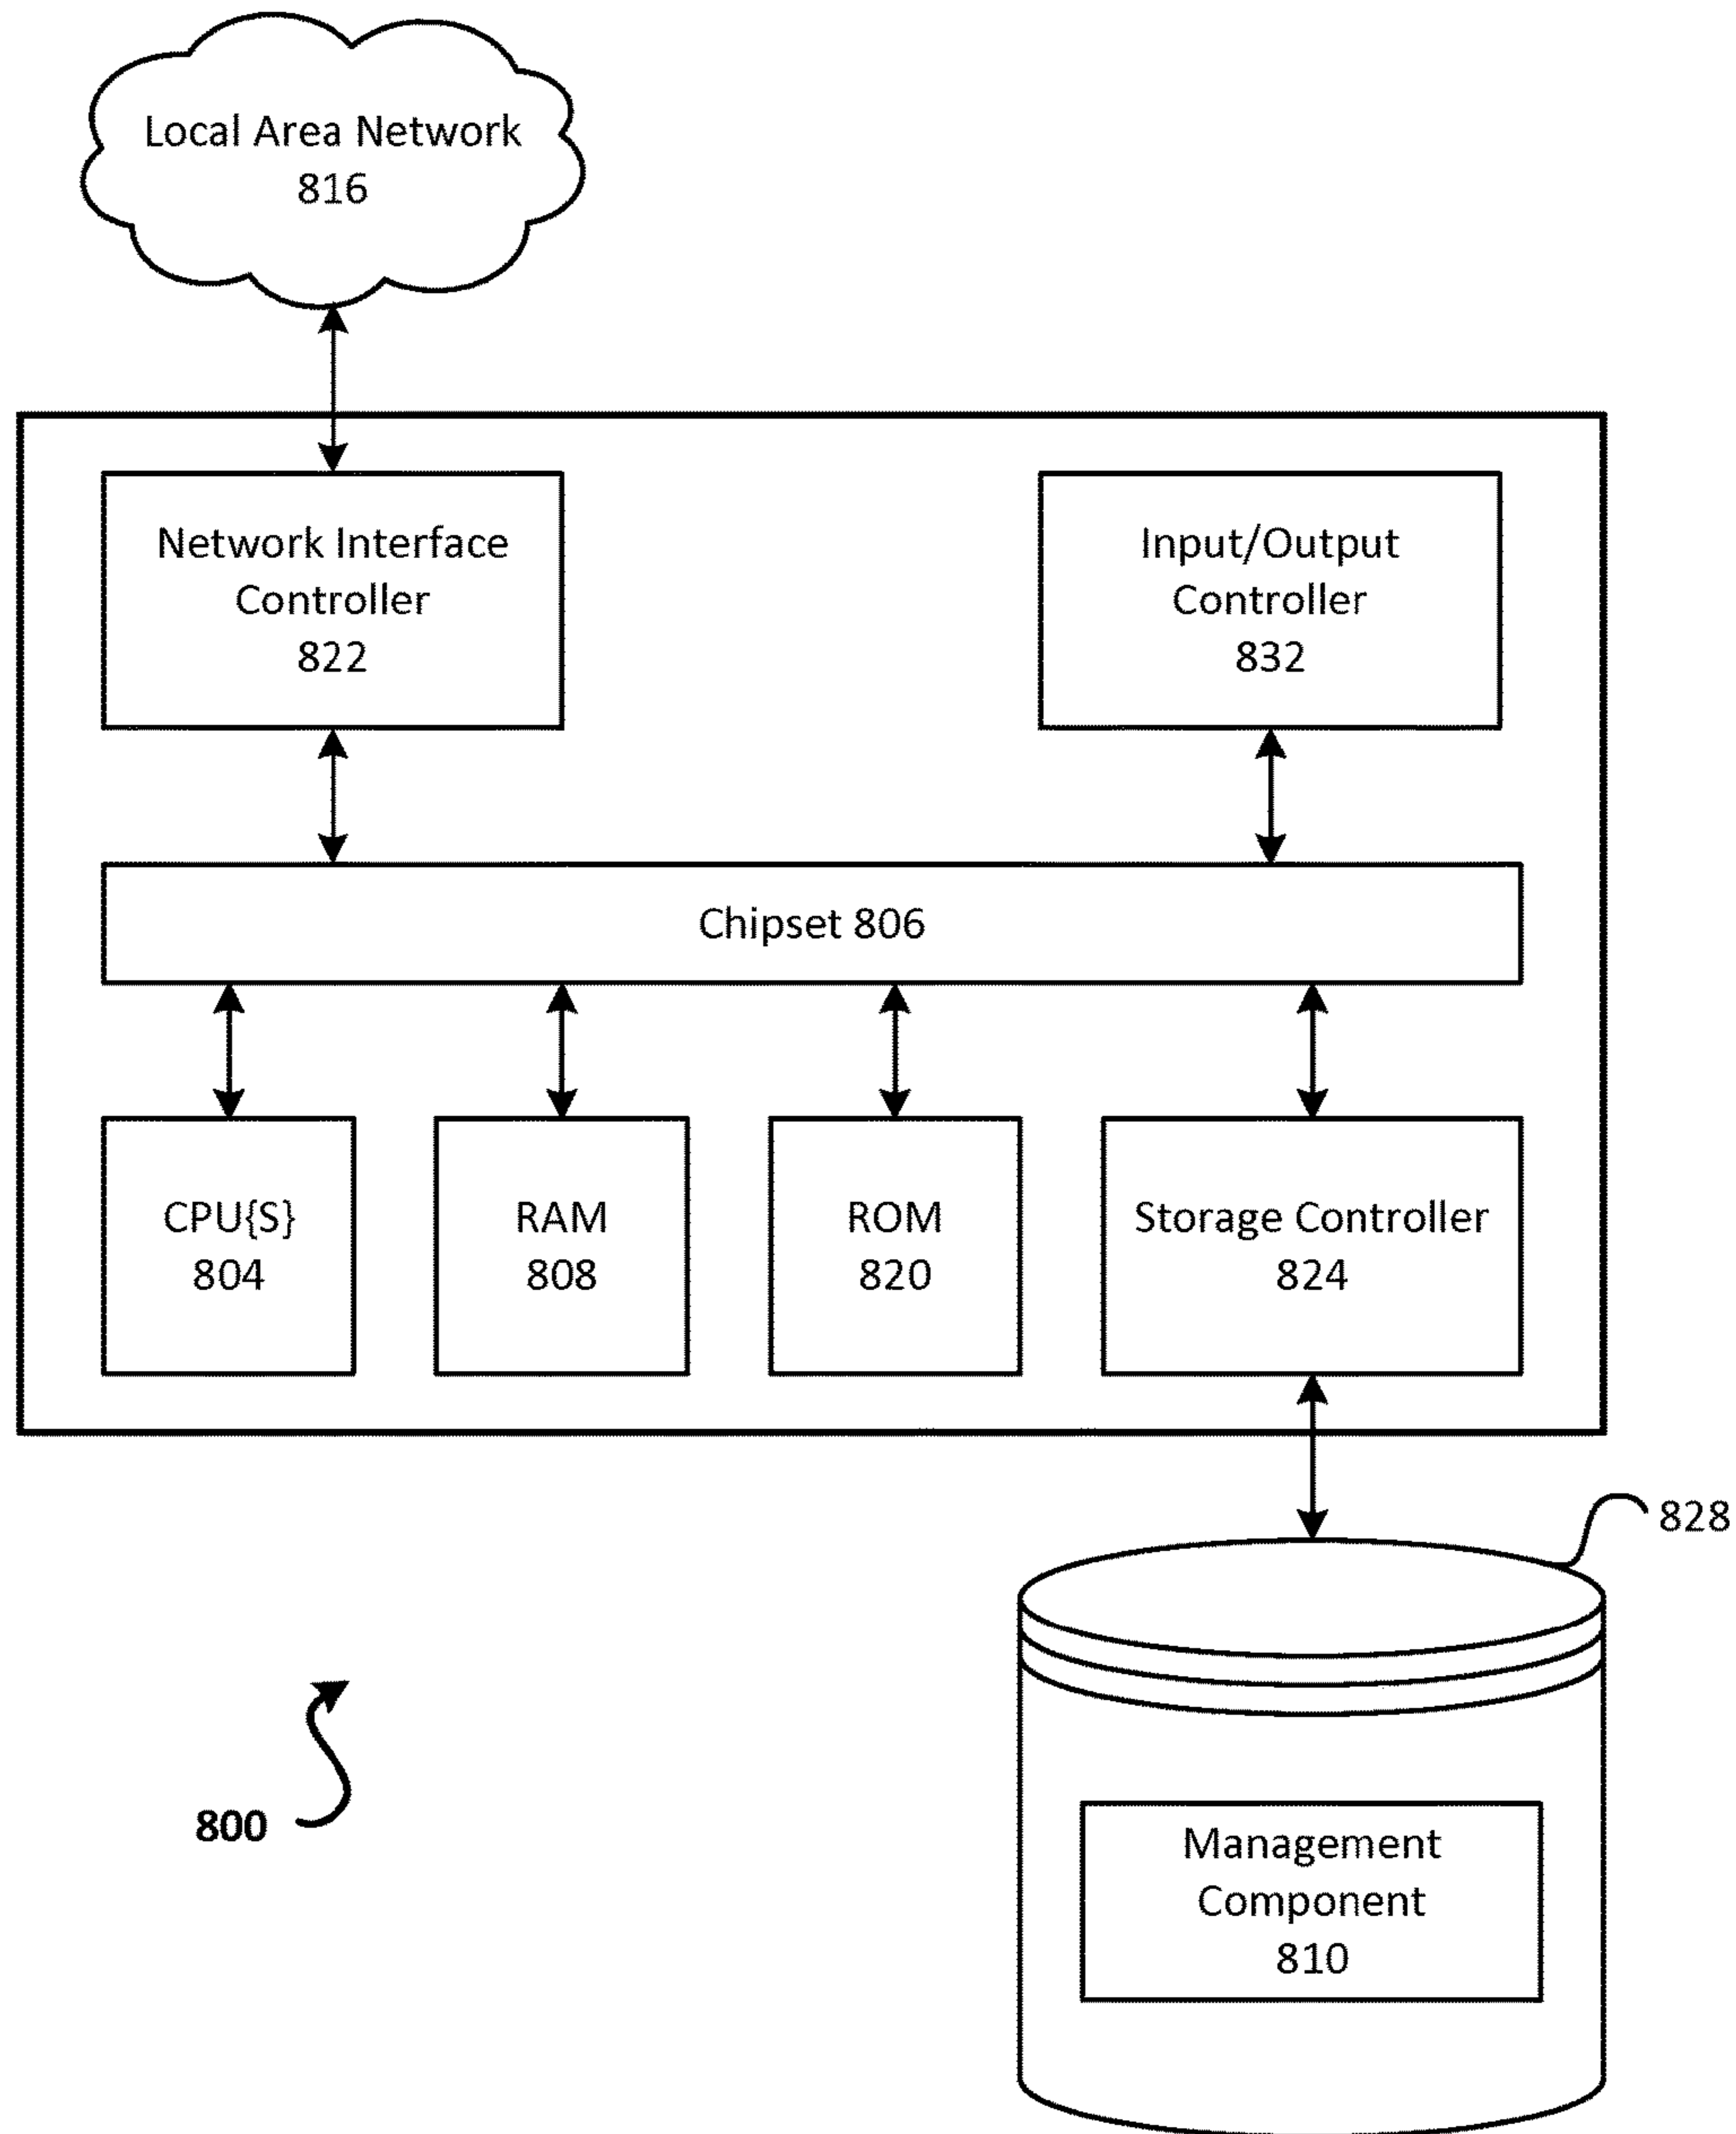 Local Area Network
816
Network Interface
Controller
822
Input/Output
Controller
832
Chipset 806
CPU{S}
804
RAM
808
ROM
820
Storage Controller
824
828
800
Management
Component
810